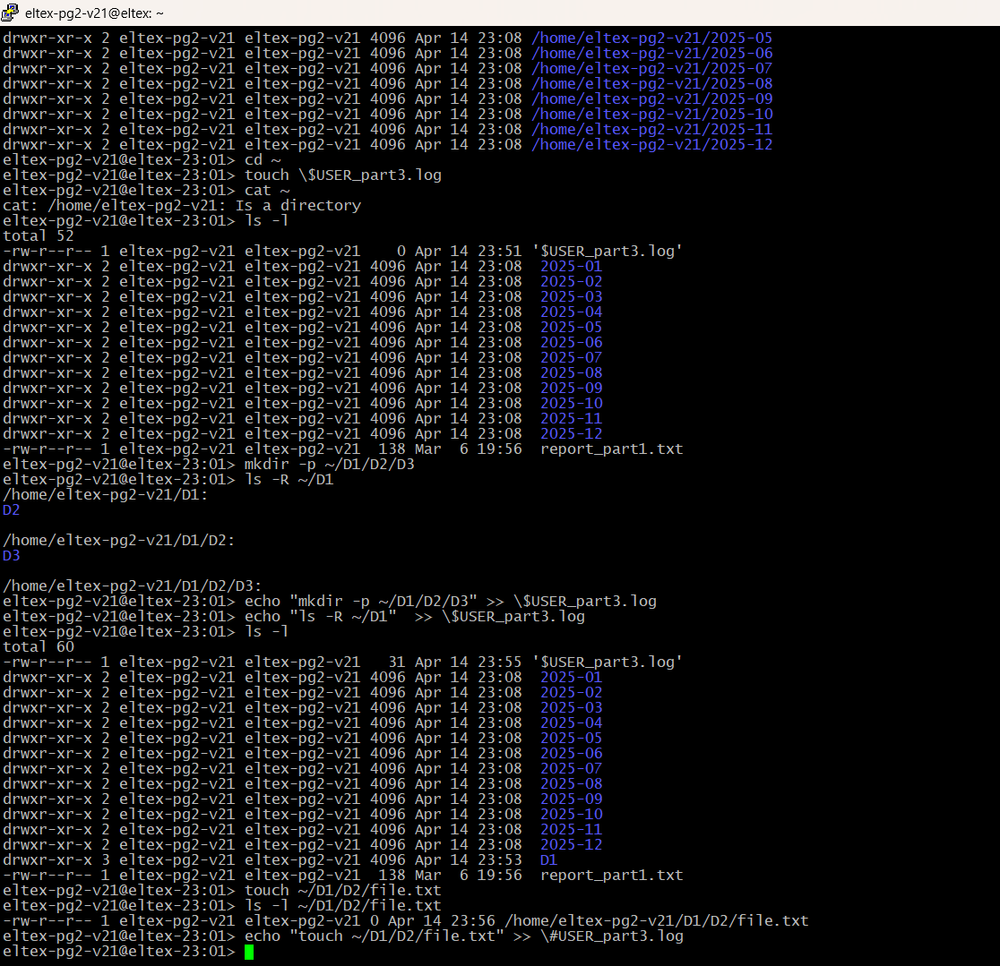 eltex-pg2-v21@eltex: ~
drwxr-xr-x 2 eltex-pg2-v21 eltex-pg2-v21 4096 Apr 14 23:08 /home/eltex-pg2-v21/2025-05
drwxr-xr-x 2 eltex-pg2-v21 eltex-pg2-v21 4096 Apr 14 23:08 /home/eltex-pg2-v21/2025-06
drwxr-xr-x 2 eltex-pg2-v21 eltex-pg2-v21 4096 Apr 14 23:08 /home/eltex-pg2-v21/2025-07
drwxr-xr-x 2 eltex-pg2-v21 eltex-pg2-v21 4096 Apr 14 23:08 /home/eltex-pg2-v21/2025-08
drwxr-xr-x 2 eltex-pg2-v21 eltex-pg2-v21 4096 Apr 14 23:08 /home/eltex-pg2-v21/2025-09
drwxr-xr-x 2 eltex-pg2-v21 eltex-pg2-v21 4096 Apr 14 23:08 /home/eltex-pg2-v21/2025-10
drwxr-xr-x 2 eltex-pg2-v21 eltex-pg2-v21 4096 Apr 14 23:08 /home/eltex-pg2-v21/2025-11
drwxr-xr-x 2 eltex-pg2-v21 eltex-pg2-v21 4096 Apr 14 23:08 /home/eltex-pg2-v21/2025-12
eltex-pg2-v21@eltex-23:01> cd ~
eltex-pg2-v21@eltex-23:01> touch \$USER_part3.log
eltex-pg2-v21@eltex-23:01> cat ~
cat: /home/eltex-pg2-v21: Is a directory
eltex-pg2-v21@eltex-23:01> ls -l
total 52
-rw-r--r-- 1 eltex-pg2-v21 eltex-pg2-v21    0 Apr 14 23:51 '$USER_part3.log'
drwxr-xr-x 2 eltex-pg2-v21 eltex-pg2-v21 4096 Apr 14 23:08  2025-01
drwxr-xr-x 2 eltex-pg2-v21 eltex-pg2-v21 4096 Apr 14 23:08  2025-02
drwxr-xr-x 2 eltex-pg2-v21 eltex-pg2-v21 4096 Apr 14 23:08  2025-03
drwxr-xr-x 2 eltex-pg2-v21 eltex-pg2-v21 4096 Apr 14 23:08  2025-04
drwxr-xr-x 2 eltex-pg2-v21 eltex-pg2-v21 4096 Apr 14 23:08  2025-05
drwxr-xr-x 2 eltex-pg2-v21 eltex-pg2-v21 4096 Apr 14 23:08  2025-06
drwxr-xr-x 2 eltex-pg2-v21 eltex-pg2-v21 4096 Apr 14 23:08  2025-07
drwxr-xr-x 2 eltex-pg2-v21 eltex-pg2-v21 4096 Apr 14 23:08  2025-08
drwxr-xr-x 2 eltex-pg2-v21 eltex-pg2-v21 4096 Apr 14 23:08  2025-09
drwxr-xr-x 2 eltex-pg2-v21 eltex-pg2-v21 4096 Apr 14 23:08  2025-10
drwxr-xr-x 2 eltex-pg2-v21 eltex-pg2-v21 4096 Apr 14 23:08  2025-11
drwxr-xr-x 2 eltex-pg2-v21 eltex-pg2-v21 4096 Apr 14 23:08  2025-12
-rw-r--r-- 1 eltex-pg2-v21 eltex-pg2-v21  138 Mar  6 19:56  report_part1.txt
eltex-pg2-v21@eltex-23:01> mkdir -p ~/D1/D2/D3
eltex-pg2-v21@eltex-23:01> ls -R ~/D1
/home/eltex-pg2-v21/D1:
D2
/home/eltex-pg2-v21/D1/D2:
D3
/home/eltex-pg2-v21/D1/D2/D3:
eltex-pg2-v21@eltex-23:01> echo "mkdir -p ~/D1/D2/D3" >> \$USER_part3.log
eltex-pg2-v21@eltex-23:01> echo "ls -R ~/D1"  >> \$USER_part3.log
eltex-pg2-v21@eltex-23:01> ls -l
total 60
-rw-r--r-- 1 eltex-pg2-v21 eltex-pg2-v21   31 Apr 14 23:55 '$USER_part3.log'
drwxr-xr-x 2 eltex-pg2-v21 eltex-pg2-v21 4096 Apr 14 23:08  2025-01
drwxr-xr-x 2 eltex-pg2-v21 eltex-pg2-v21 4096 Apr 14 23:08  2025-02
drwxr-xr-x 2 eltex-pg2-v21 eltex-pg2-v21 4096 Apr 14 23:08  2025-03
drwxr-xr-x 2 eltex-pg2-v21 eltex-pg2-v21 4096 Apr 14 23:08  2025-04
drwxr-xr-x 2 eltex-pg2-v21 eltex-pg2-v21 4096 Apr 14 23:08  2025-05
drwxr-xr-x 2 eltex-pg2-v21 eltex-pg2-v21 4096 Apr 14 23:08  2025-06
drwxr-xr-x 2 eltex-pg2-v21 eltex-pg2-v21 4096 Apr 14 23:08  2025-07
drwxr-xr-x 2 eltex-pg2-v21 eltex-pg2-v21 4096 Apr 14 23:08  2025-08
drwxr-xr-x 2 eltex-pg2-v21 eltex-pg2-v21 4096 Apr 14 23:08  2025-09
drwxr-xr-x 2 eltex-pg2-v21 eltex-pg2-v21 4096 Apr 14 23:08  2025-10
drwxr-xr-x 2 eltex-pg2-v21 eltex-pg2-v21 4096 Apr 14 23:08  2025-11
drwxr-xr-x 2 eltex-pg2-v21 eltex-pg2-v21 4096 Apr 14 23:08  2025-12
drwxr-xr-x 3 eltex-pg2-v21 eltex-pg2-v21 4096 Apr 14 23:53  D1
-rw-r--r-- 1 eltex-pg2-v21 eltex-pg2-v21  138 Mar  6 19:56  report_part1.txt
eltex-pg2-v21@eltex-23:01> touch ~/D1/D2/file.txt
eltex-pg2-v21@eltex-23:01> ls -l ~/D1/D2/file.txt
-rw-r--r-- 1 eltex-pg2-v21 eltex-pg2-v21 0 Apr 14 23:56 /home/eltex-pg2-v21/D1/D2/file.txt
eltex-pg2-v21@eltex-23:01> echo "touch ~/D1/D2/file.txt" >> \#USER_part3.log
eltex-pg2-v21@eltex-23:01>